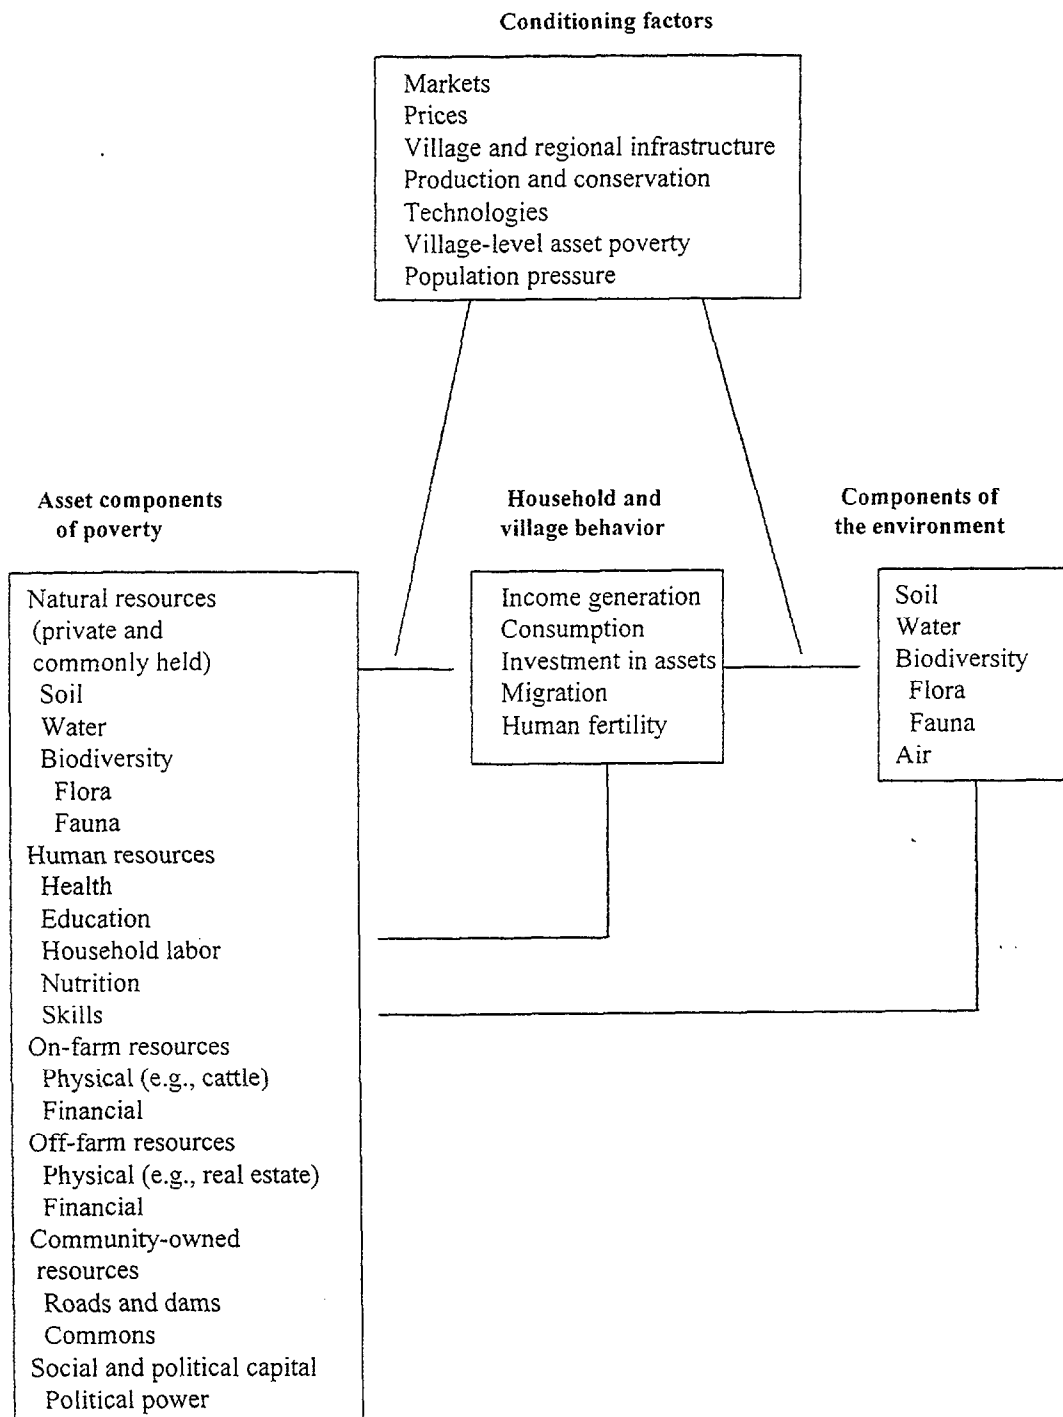 Conditioning factors
Markets
Prices
Village and regional infrastructure
Production and conservation
Technologies
Village-level asset poverty
Population pressure
Asset components
of poverty
Natural resources
(private and
commonly held)
Soil
Water
Biodiversity
Flora
Fauna
Human resources
Health
Education
Household labor
Nutrition
Skills
On-farm resources
Physical (e.g., cattle)
Financial
Off-farm resources
Physical (e.g., real estate)
Financial
Community-owned
resources
Roads and dams
Commons
Social and political capital
Political power
Household and
village behavior
Income generation
Consumption
Investment in assets
Migration
Human fertility
Components of
the environment
Soil
Water
Biodiversity
Flora
Fauna
Air